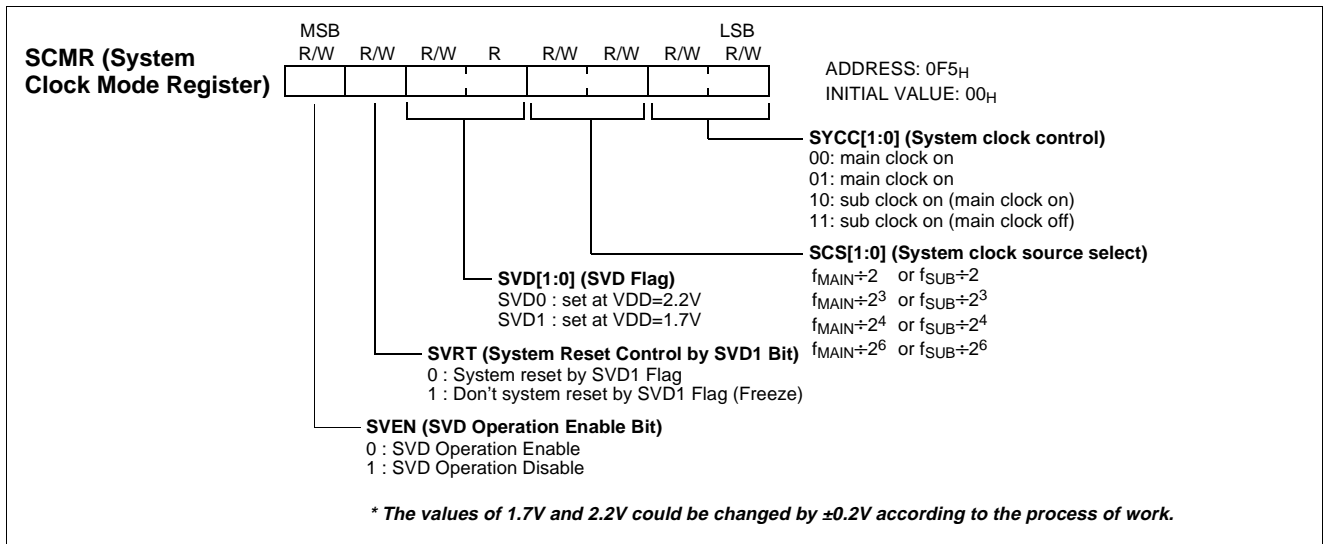 SCMR (System
Clock Mode Register)
MSB LSB
R/W R/W R/W R R/W R/W R/W R/W
ADDRESS: 0F5H
INITIAL VALUE: 00H
SYCC[1:0] (System clock control)
00: main clock on
01: main clock on
10: sub clock on (main clock on)
11: sub clock on (main clock off)
SCS[1:0] (System clock source select)
fMAIN÷2 or fSUB÷2
fMAIN÷2³ or fSUB÷2³
fMAIN÷2⁴ or fSUB÷2⁴
fMAIN÷2⁶ or fSUB÷2⁶
SVD[1:0] (SVD Flag)
SVD0 : set at VDD=2.2V
SVD1 : set at VDD=1.7V
SVRT (System Reset Control by SVD1 Bit)
0 : System reset by SVD1 Flag
1 : Don't system reset by SVD1 Flag (Freeze)
SVEN (SVD Operation Enable Bit)
0 : SVD Operation Enable
1 : SVD Operation Disable
* The values of 1.7V and 2.2V could be changed by ±0.2V according to the process of work.